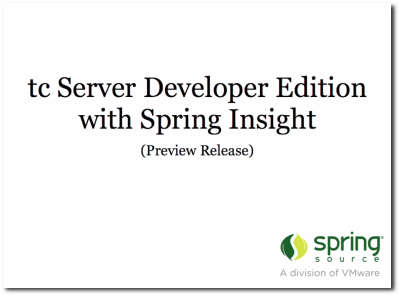 tc Server Developer Edition
with Spring Insight
(Preview Release)
spring
source
A division of VMware